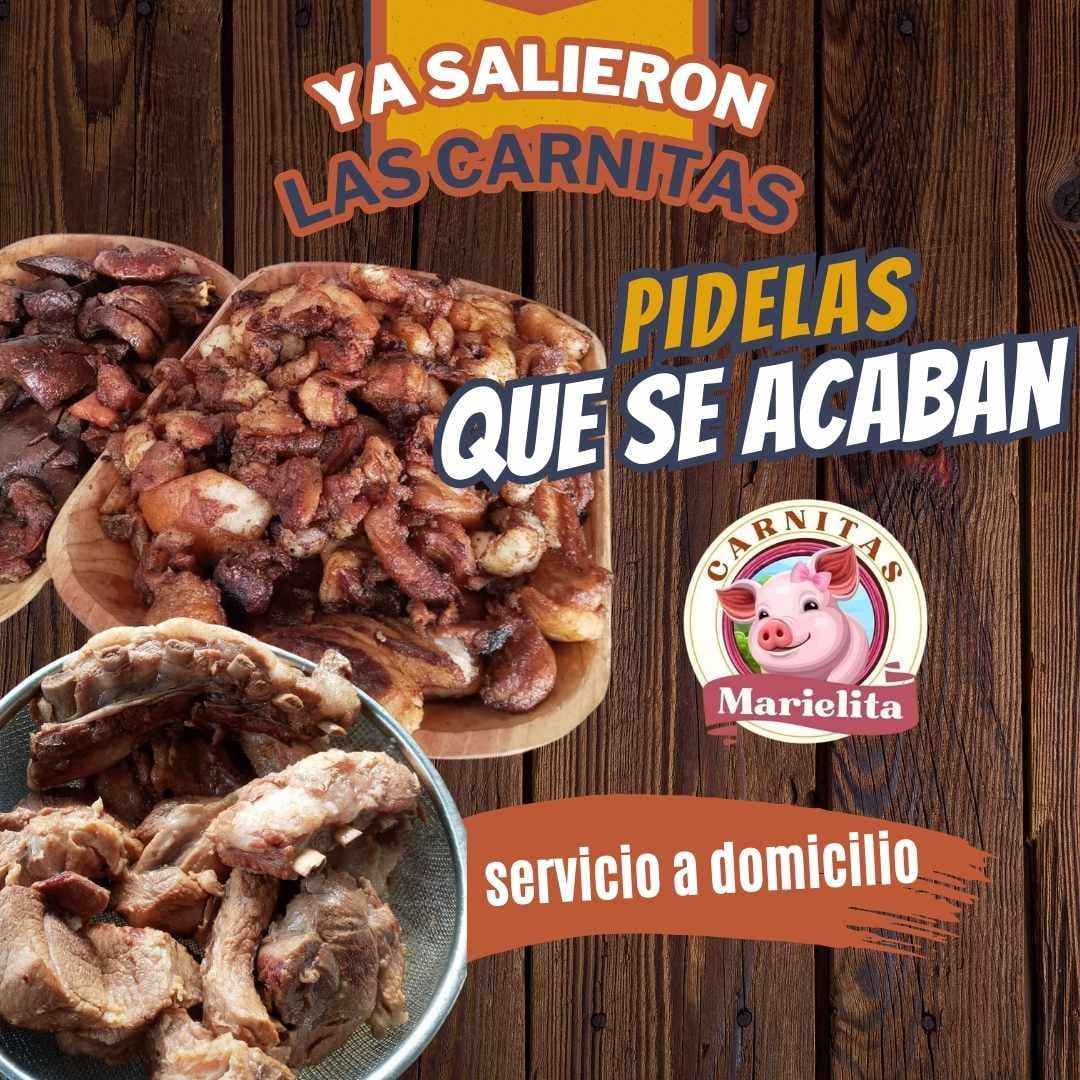 YA SALIERON
LAS CARNITAS
PIDELAS
QUE SE ACABAN
CARNITAS
Marielita
servicio a domicilio